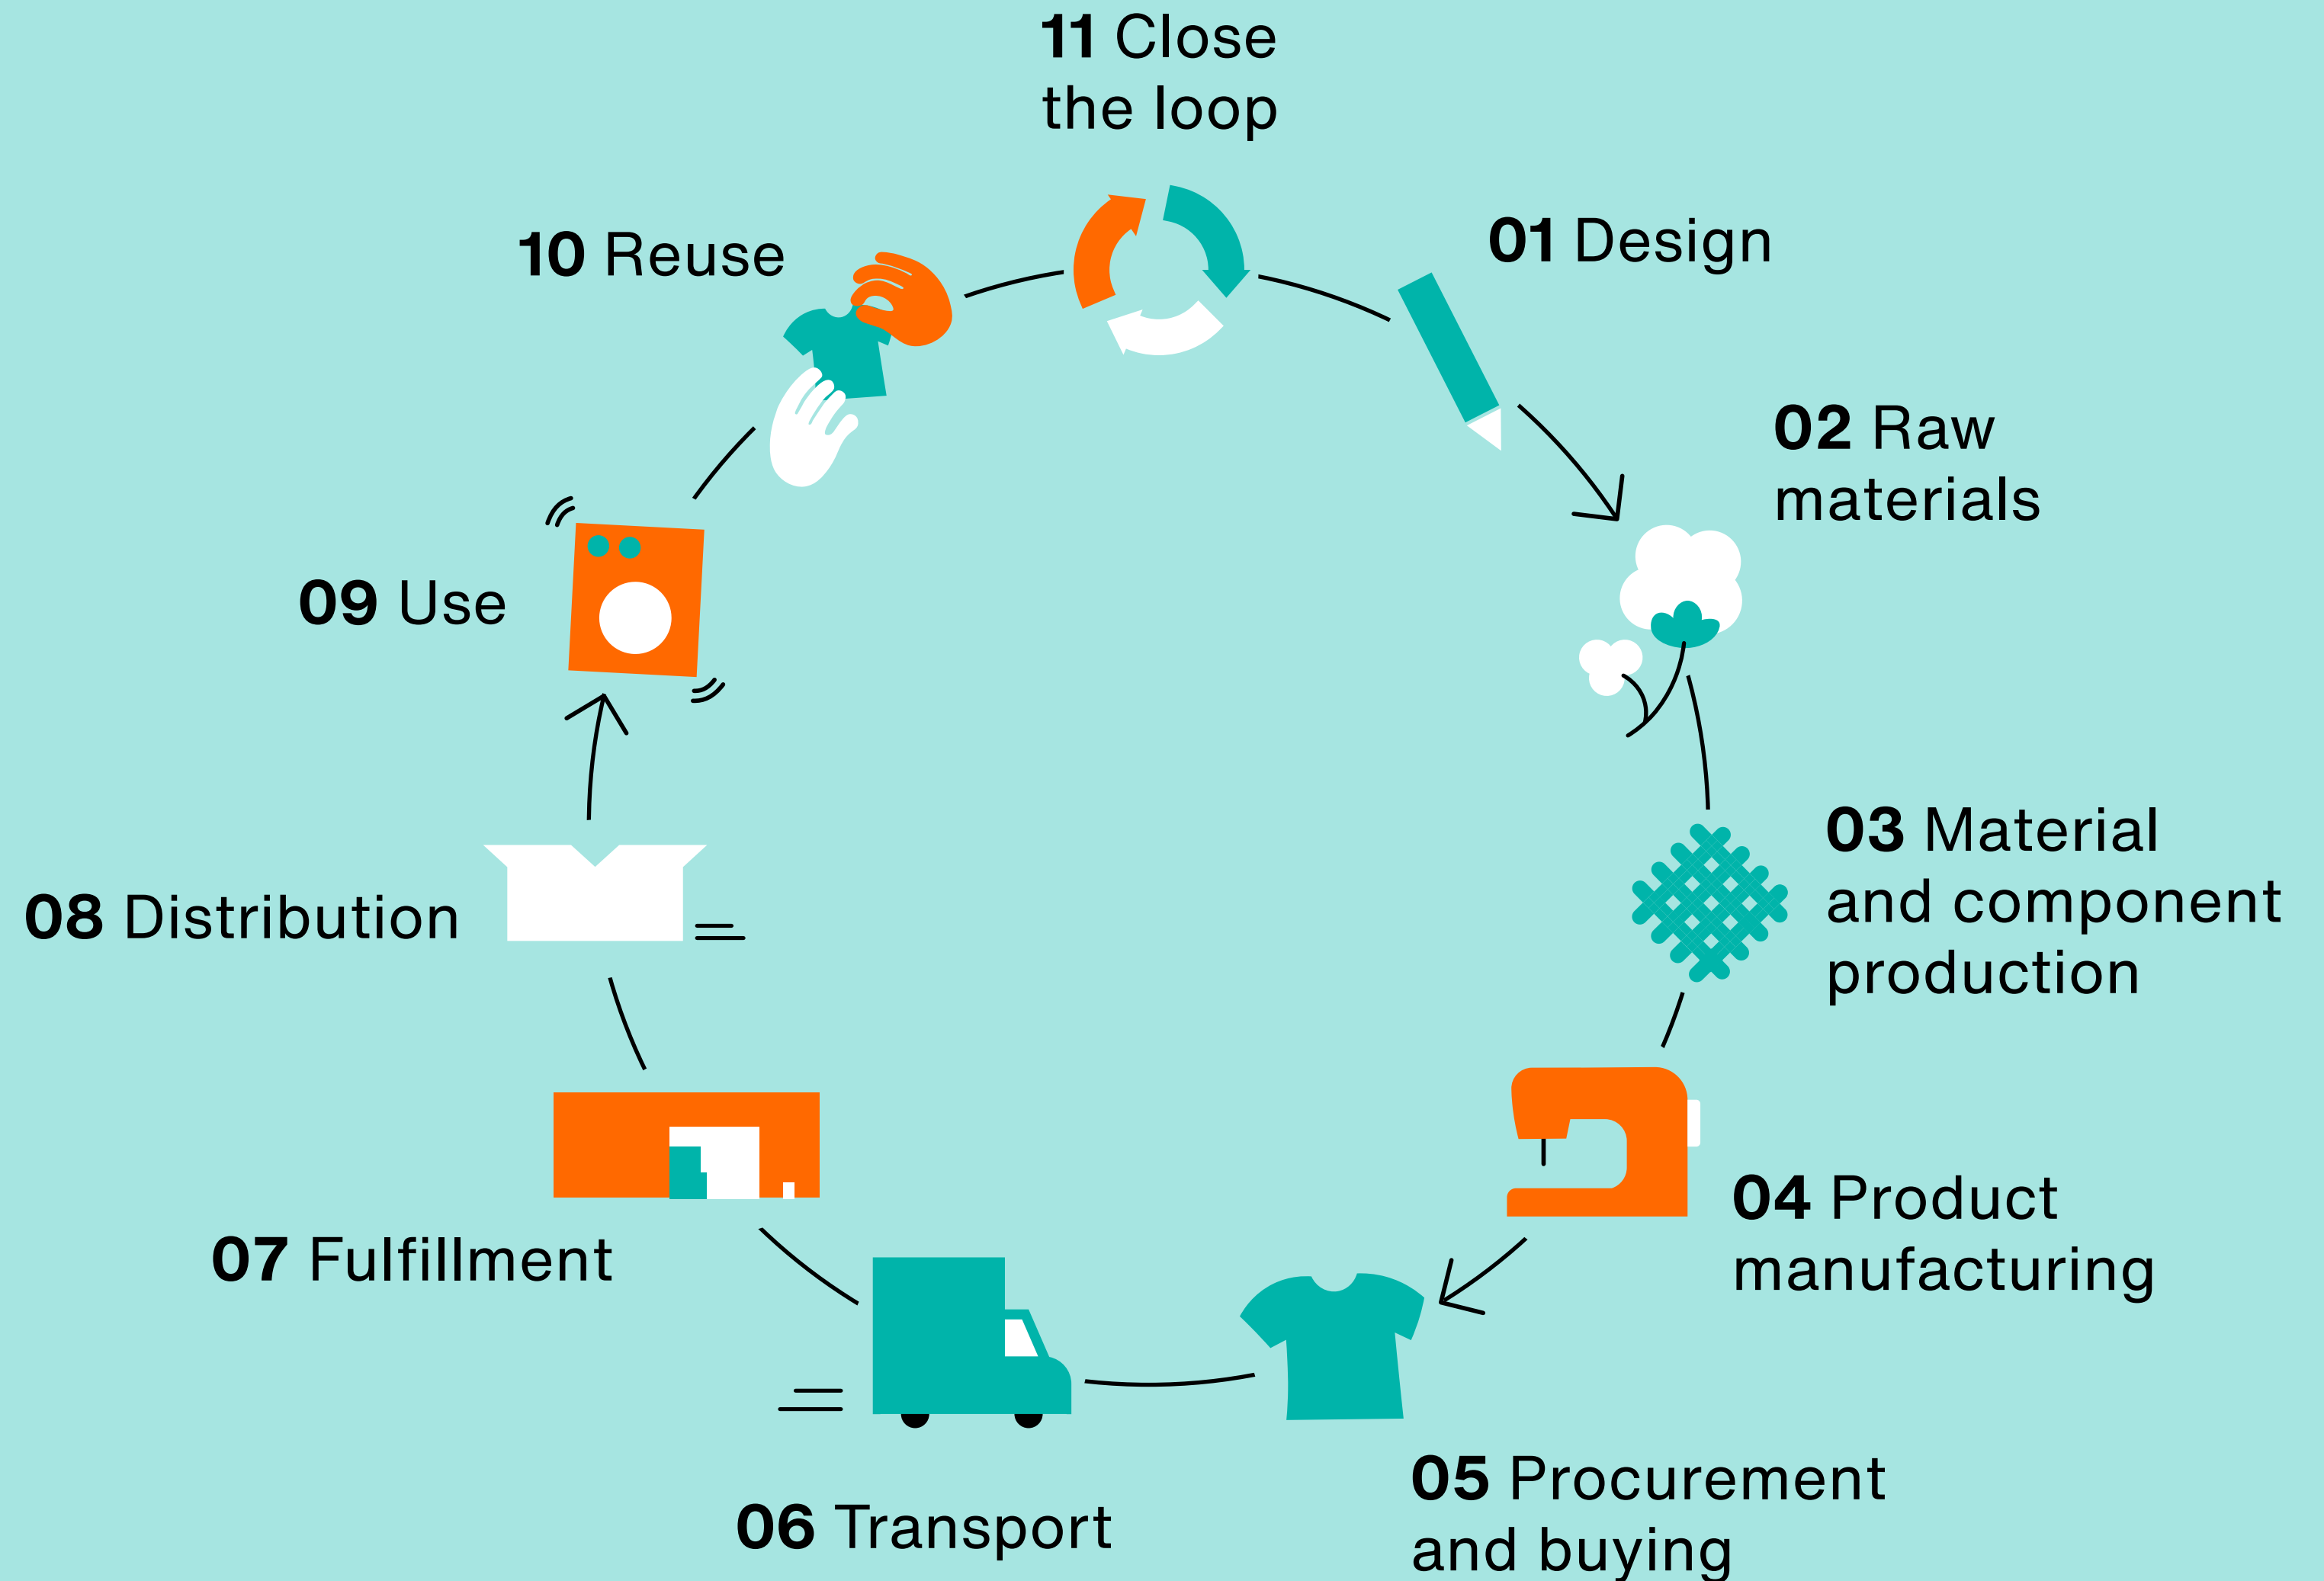 11 Close
the loop
01 Design
02 Raw
materials
03 Material
and component
production
04 Product
manufacturing
05 Procurement
and buying
06 Transport
07 Fulfillment
08 Distribution
09 Use
10 Reuse